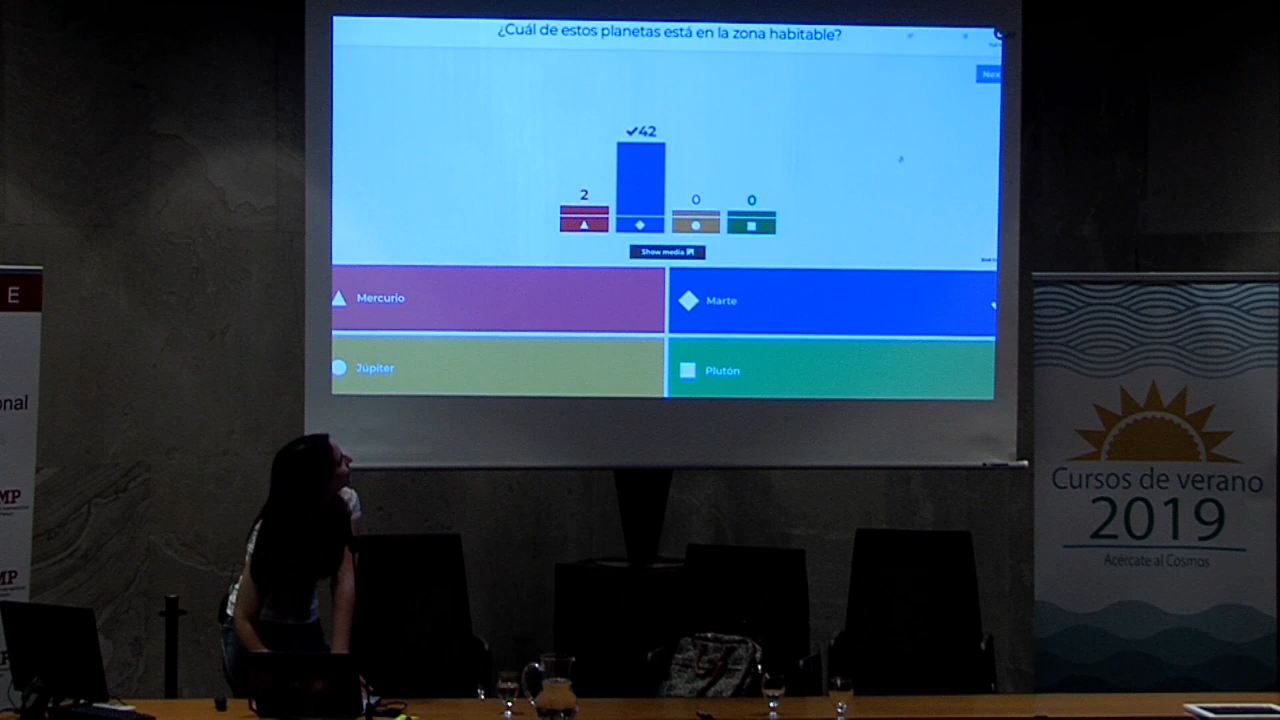 ¿Cuál de estos planetas está en la zona habitable?
Nex
✔42
2
0
0
Show media
Mercurio
Marte
Júpiter
Plutón
E
onal
MP
MP
Cursos de verano
2019
Acércate al Cosmos